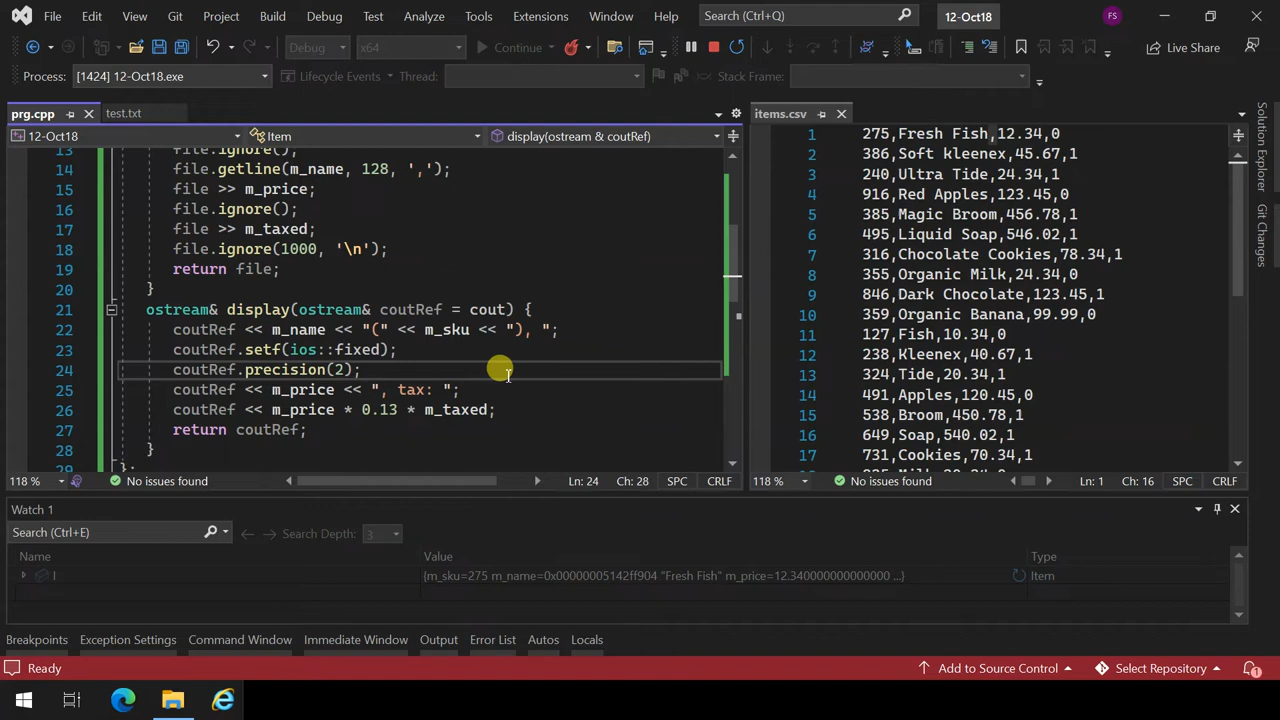 File Edit View Git Project Build Debug Test Analyze Tools Extensions Window Help Search (Ctrl+Q) 12-Oct18 FS
Debug x64 Continue Live Share
Process: [1424] 12-Oct18.exe Lifecycle Events Thread: Stack Frame:
prg.cpp test.txt
12-Oct18 Item display(ostream & coutRef)
13 file.ignore();
14 file.getline(m_name, 128, ',');
15 file >> m_price;
16 file.ignore();
17 file >> m_taxed;
18 file.ignore(1000, '\n');
19 return file;
20 }
21 ostream& display(ostream& coutRef = cout) {
22 coutRef << m_name << "(" << m_sku << "), ";
23 coutRef.setf(ios::fixed);
24 coutRef.precision(2);
25 coutRef << m_price << ", tax: ";
26 coutRef << m_price * 0.13 * m_taxed;
27 return coutRef;
28 }
29 };
118 % No issues found Ln: 24 Ch: 28 SPC CRLF
items.csv
1 275,Fresh Fish,12.34,0
2 386,Soft kleenex,45.67,1
3 240,Ultra Tide,24.34,1
4 916,Red Apples,123.45,0
5 385,Magic Broom,456.78,1
6 495,Liquid Soap,546.02,1
7 316,Chocolate Cookies,78.34,1
8 355,Organic Milk,24.34,0
9 846,Dark Chocolate,123.45,1
10 359,Organic Banana,99.99,0
11 127,Fish,10.34,0
12 238,Kleenex,40.67,1
13 324,Tide,20.34,1
14 491,Apples,120.45,0
15 538,Broom,450.78,1
16 649,Soap,540.02,1
17 731,Cookies,70.34,1
118 % No issues found Ln: 1 Ch: 16 SPC CRLF
Solution Explorer
Git Changes
Watch 1
Search (Ctrl+E) Search Depth: 3
Name Value Type
I {m_sku=275 m_name=0x00000005142ff904 "Fresh Fish" m_price=12.340000000000000 ...} Item
Breakpoints Exception Settings Command Window Immediate Window Output Error List Autos Locals
Ready Add to Source Control Select Repository 1